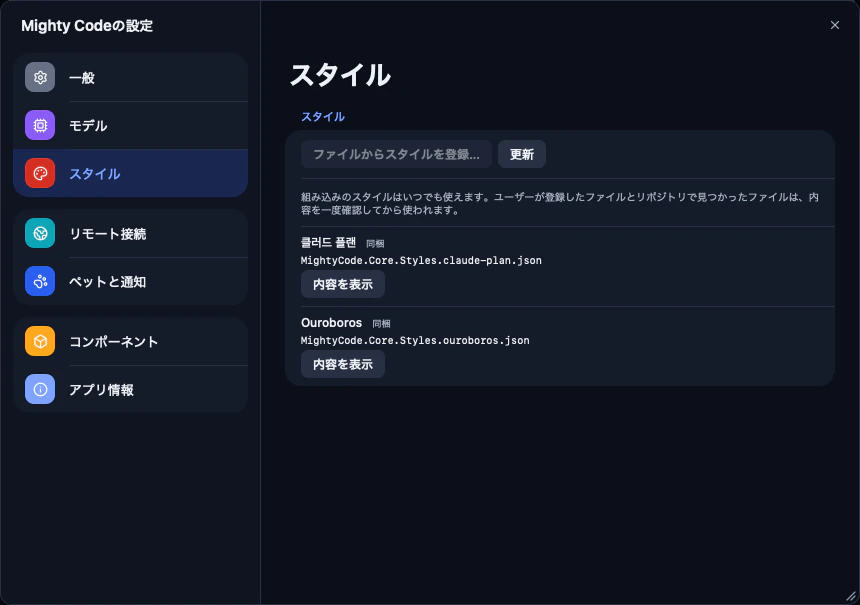 Mighty Codeの設定
一般
モデル
スタイル
リモート接続
ペットと通知
コンポーネント
アプリ情報
スタイル
スタイル
ファイルからスタイルを登録...
更新
組み込みのスタイルはいつでも使えます。ユーザーが登録したファイルとリポジトリで見つかったファイルは、内
容を一度確認してから使われます。
클러드 플랜 同梱
MightyCode.Core.Styles.claude-plan.json
内容を表示
Ouroboros 同梱
MightyCode.Core.Styles.ouroboros.json
内容を表示